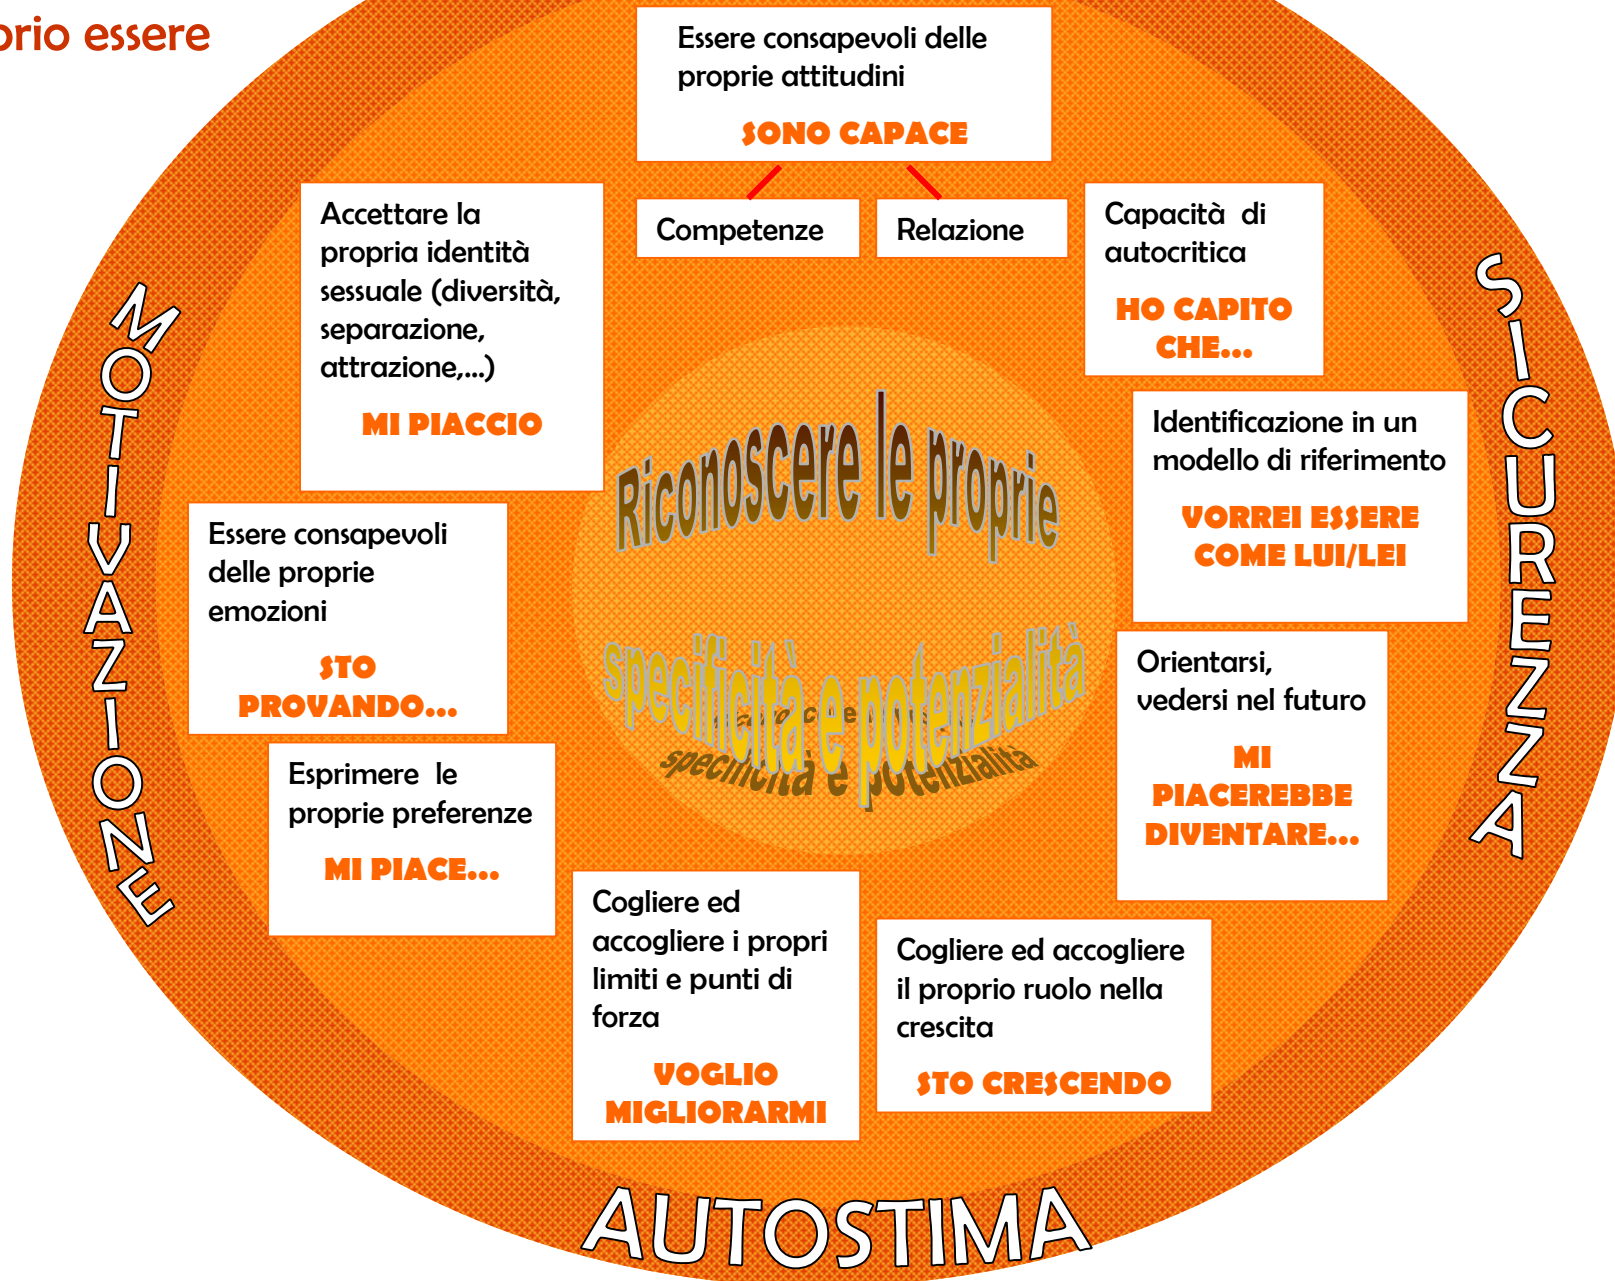 essere
Essere consapevoli delle
proprie attitudini
SONO CAPACE
Competenze
Relazione
Accettare la
propria identità
sessuale (diversità,
separazione,
attrazione,...)
MI PIACCIO
Capacità di
autocritica
HO CAPITO
CHE...
Identificazione in un
modello di riferimento
VORREI ESSERE
COME LUI/LEI
Essere consapevoli
delle proprie
emozioni
STO
PROVANDO...
Riconoscere le proprie
specificità e potenzialità
specificità e potenzialità
Orientarsi,
vedersi nel futuro
MI
PIACEREBBE
DIVENTARE...
Esprimere le
proprie preferenze
MI PIACE...
Cogliere ed
accogliere i propri
limiti e punti di
forza
VOGLIO
MIGLIORARMI
Cogliere ed accogliere
il proprio ruolo nella
crescita
STO CRESCENDO
MOTIVAZIONE
SICUREZZA
AUTOSTIMA